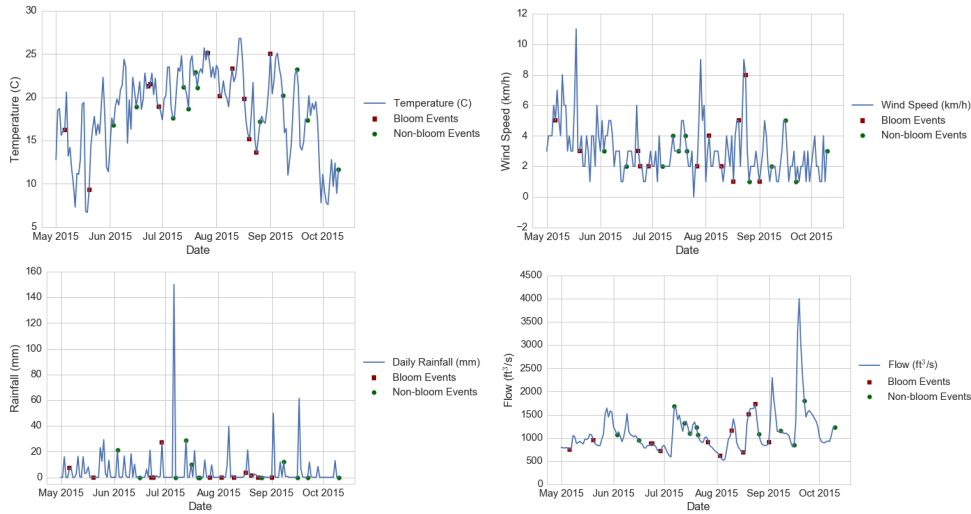 30
25
20
15
10
5
Temperature (C)
May 2015 Jun 2015 Jul 2015 Aug 2015 Sep 2015 Oct 2015
Date
Temperature (C)
Bloom Events
Non-bloom Events
12
10
8
6
4
2
0
−2
Wind Speed (km/h)
May 2015 Jun 2015 Jul 2015 Aug 2015 Sep 2015 Oct 2015
Date
Wind Speed (km/h)
Bloom Events
Non-bloom Events
160
140
120
100
80
60
40
20
0
Rainfall (mm)
May 2015 Jun 2015 Jul 2015 Aug 2015 Sep 2015 Oct 2015
Date
Daily Rainfall (mm)
Bloom Events
Non-bloom Events
4500
4000
3500
3000
2500
2000
1500
1000
500
0
Flow (ft³/s)
May 2015 Jun 2015 Jul 2015 Aug 2015 Sep 2015 Oct 2015
Date
Flow (ft³/s)
Bloom Events
Non-bloom Events